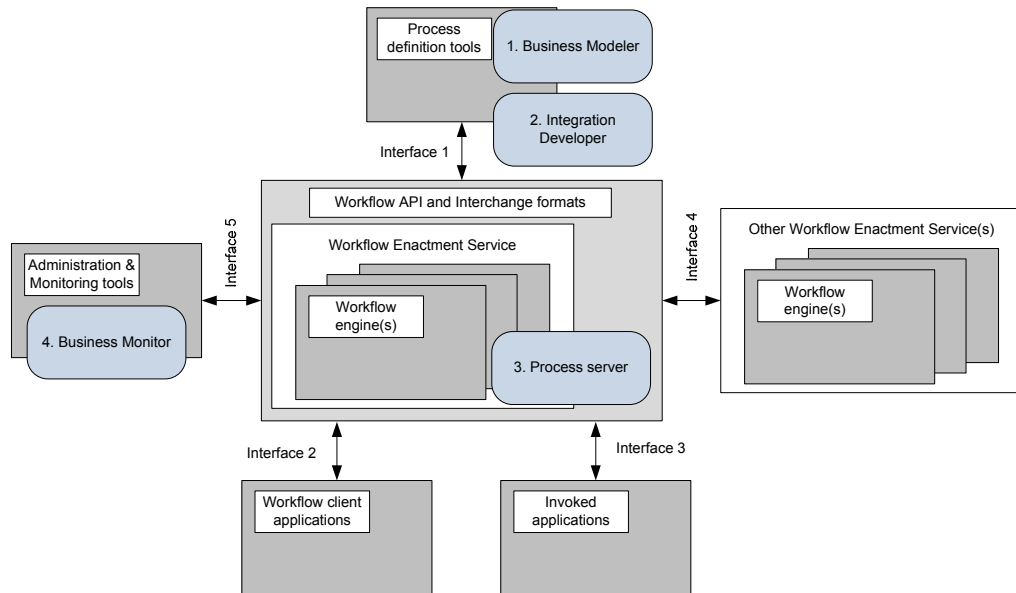 Process
definition tools
1. Business Modeler
2. Integration
Developer
Interface 1
Workflow API and Interchange formats
Interface 5
Interface 4
Workflow Enactment Service
Other Workflow Enactment Service(s)
Administration &
Monitoring tools
Workflow
engine(s)
Workflow
engine(s)
4. Business Monitor
3. Process server
Interface 2
Interface 3
Workflow client
applications
Invoked
applications